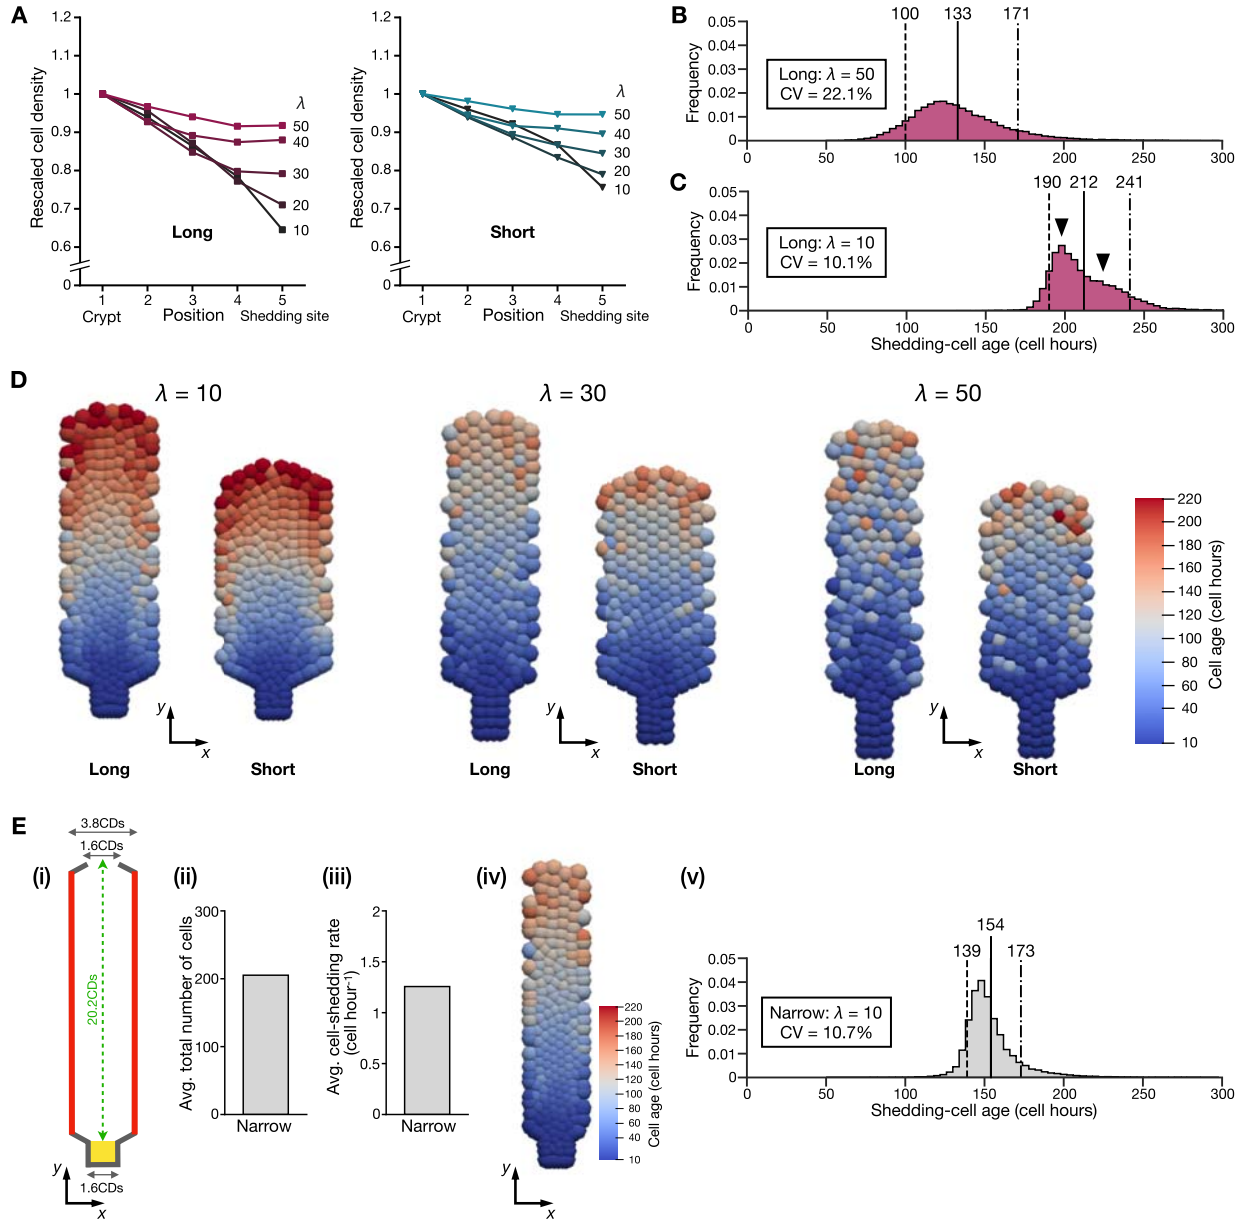 A
1.2
1.1
1
0.9
0.8
0.7
0.6
0
Rescaled cell density
λ
50
40
30
20
10
Long
1 2 3 4 5
Crypt Position Shedding site
1.2
1.1
1
0.9
0.8
0.7
0.6
0
Rescaled cell density
λ
50
40
30
20
10
Short
1 2 3 4 5
Crypt Position Shedding site
B
100 133 171
0.05
0.04
0.03
0.02
0.01
0
Frequency
Long: λ = 50
CV = 22.1%
0 50 100 150 200 250 300
C
190 212 241
0.05
0.04
0.03
0.02
0.01
0
Frequency
Long: λ = 10
CV = 10.1%
0 50 100 150 200 250 300
Shedding-cell age (cell hours)
D
λ = 10
λ = 30
λ = 50
y
x
Long Short
y
x
Long Short
y
x
Long Short
220
200
180
160
140
120
100
80
60
40
10
Cell age (cell hours)
E
(i)
3.8CDs
1.6CDs
20.2CDs
1.6CDs
y
x
(ii)
300
200
100
0
Avg. total number of cells
Narrow
(iii)
2
1.5
1
0.5
0
Avg. cell-shedding rate
(cell hour-1)
Narrow
(iv)
y
x
220
200
180
160
140
120
100
80
60
40
10
Cell age (cell hours)
(v)
154
139 173
0.05
0.04
0.03
0.02
0.01
0
Frequency
Narrow: λ = 10
CV = 10.7%
0 50 100 150 200 250 300
Shedding-cell age (cell hours)